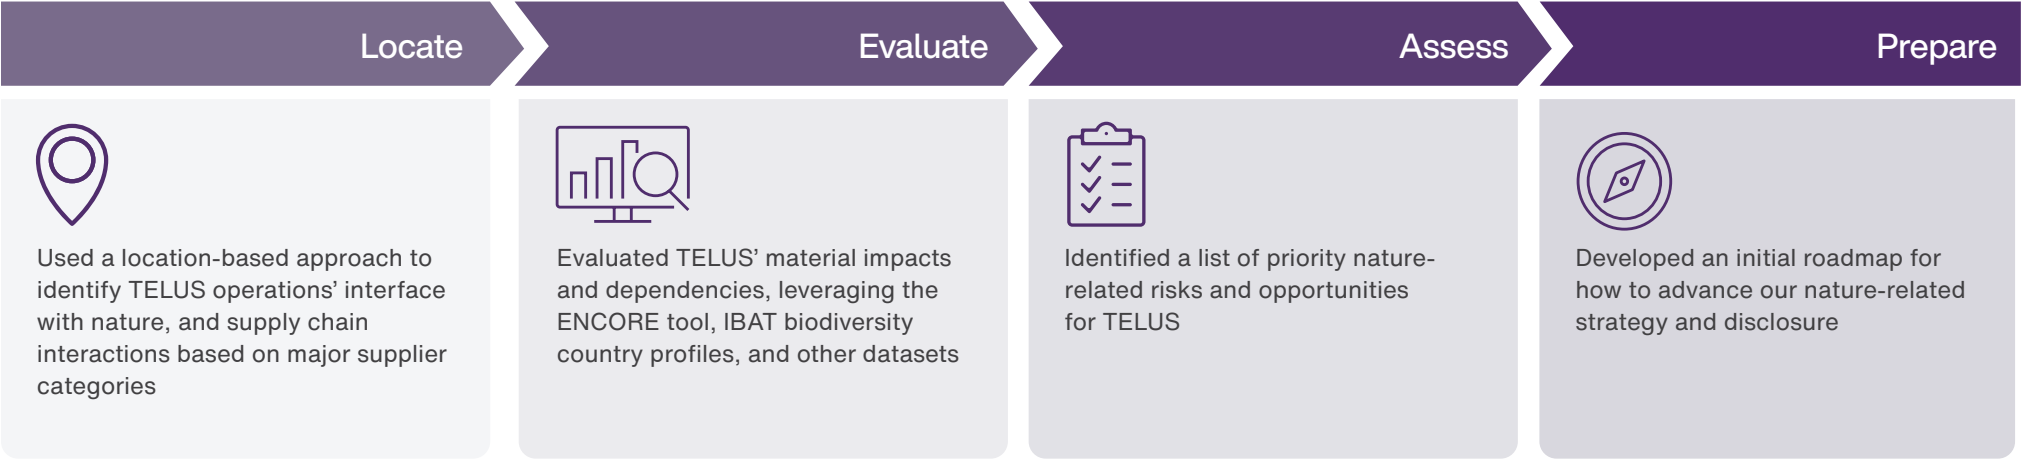 Locate
Evaluate
Assess
Prepare
Used a location-based approach to
identify TELUS operations’ interface
with nature, and supply chain
interactions based on major supplier
categories
Evaluated TELUS’ material impacts
and dependencies, leveraging the
ENCORE tool, IBAT biodiversity
country profiles, and other datasets
Identified a list of priority nature-
related risks and opportunities
for TELUS
Developed an initial roadmap for
how to advance our nature-related
strategy and disclosure